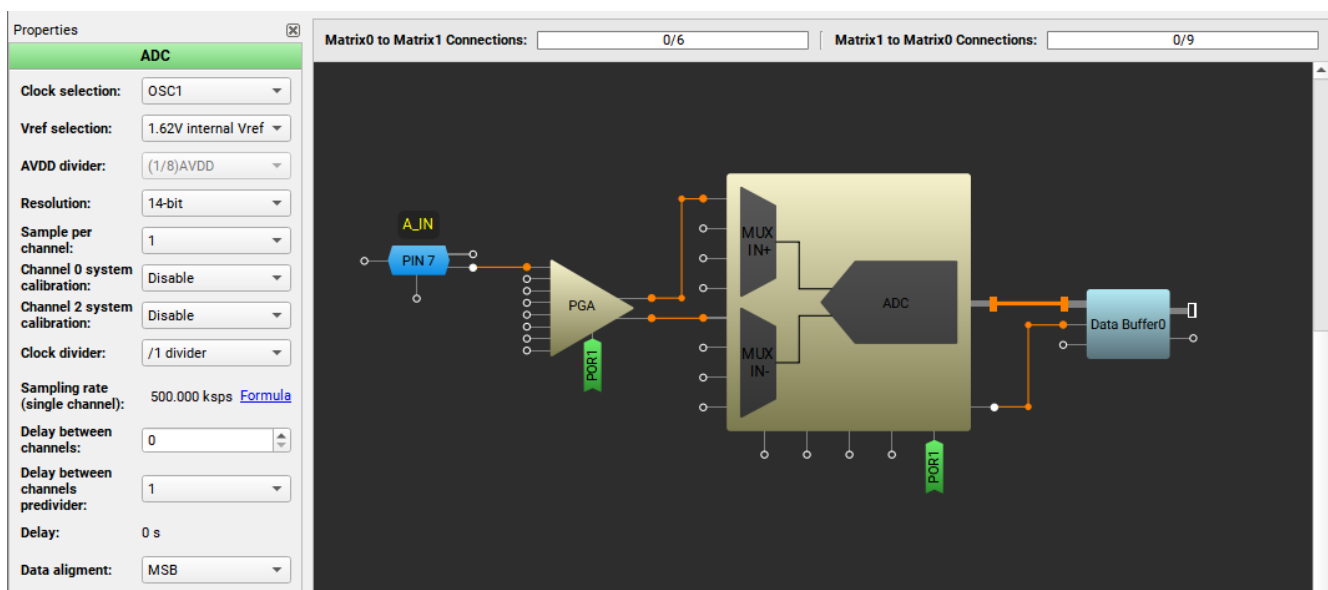 Properties
ADC
Clock selection: OSC1
Vref selection: 1.62V internal Vref
AVDD divider: (1/8)AVDD
Resolution: 14-bit
Sample per
channel: 1
Channel 0 system
calibration: Disable
Channel 2 system
calibration: Disable
Clock divider: /1 divider
Sampling rate
(single channel): 500.000 ksps Formula
Delay between
channels: 0
Delay between
channels
predivider: 1
Delay: 0 s
Data aligment: MSB
Matrix0 to Matrix1 Connections: 0/6
Matrix1 to Matrix0 Connections: 0/9
A_IN
PIN 7
PGA
POR1
MUX
IN+
MUX
IN-
ADC
POR1
Data Buffer0